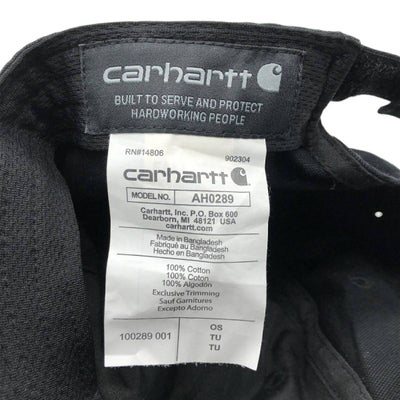 carhartt
BUILT TO SERVE AND PROTECT
HARDWORKING PEOPLE
RN#14806 902304
carhartt
MODEL NO. AH0289
Carhartt, Inc. P.O. Box 600
Dearborn, MI 48121 USA
carhartt.com
Made in Bangladesh
Fabriqué au Bangladesh
Hecho en Bangladesh
100% Cotton
100% Coton
100% Algodón
Exclusive Trimming
Sauf Garnitures
Excepto Adorno
100289 001
OS
TU
TU